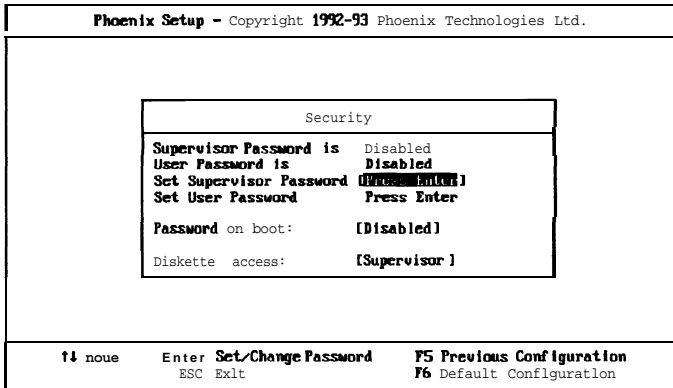 Phoenix Setup - Copyright 1992-93 Phoenix Technologies Ltd.
Security
Supervisor Password is Disabled
User Password is Disabled
Set Supervisor Password [Press Enter]
Set User Password Press Enter
Password on boot: [Disabled]
Diskette access: [Supervisor ]
↑↓ noue Enter Set/Change Password F5 Previous Configuration
ESC Exlt F6 Default Conflguratlon